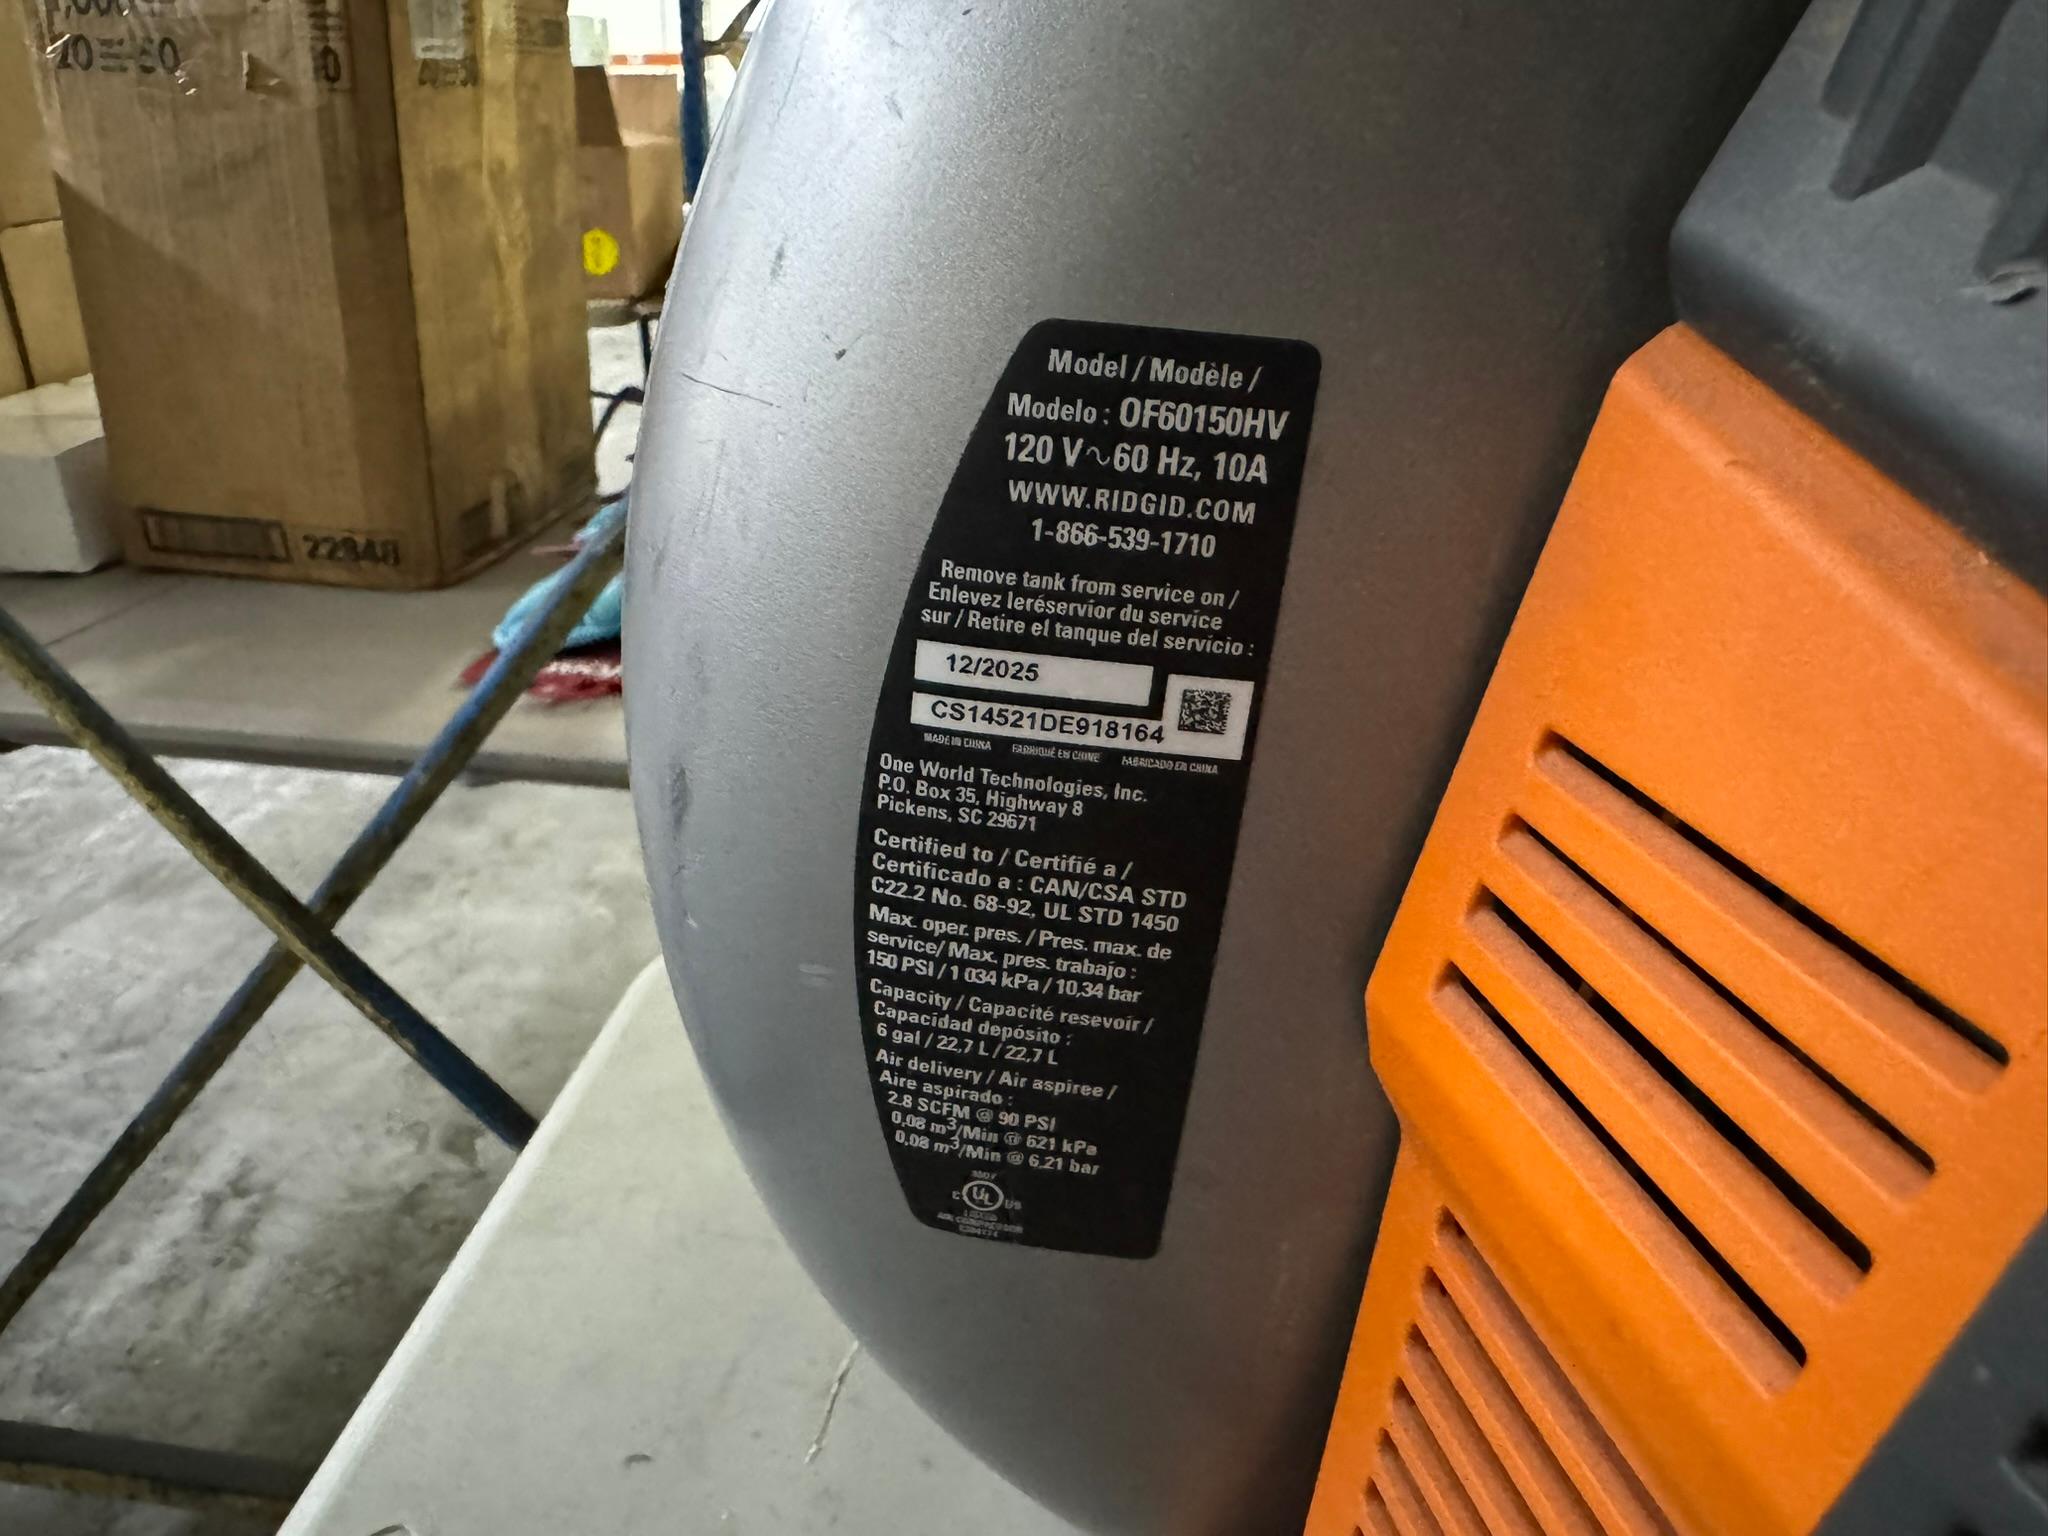 22848
Model / Modèle /
Modelo : OF60150HV
120 V ~ 60 Hz, 10A
WWW.RIDGID.COM
1-866-539-1710
Remove tank from service on /
Enlevez leréservior du service
sur / Retire el tanque del servicio :
12/2025
CS14521DE918164
MADE IN CHINA FABRIQUÉ EN CHINE FABRICADO EN CHINA
One World Technologies, Inc.
P.O. Box 35, Highway 8
Pickens, SC 29671
Certified to / Certifié a /
Certificado a : CAN/CSA STD
C22.2 No. 68-92, UL STD 1450
Max. oper. pres. / Pres. max. de
service/ Max. pres. trabajo :
150 PSI / 1 034 kPa / 10,34 bar
Capacity / Capacité resevoir /
Capacidad depósito :
6 gal / 22,7 L / 22,7 L
Air delivery / Air aspiree /
Aire aspirado :
2.8 SCFM @ 90 PSI
0,08 m³/Min @ 621 kPa
0,08 m³/Min @ 6,21 bar
C UL US
LISTED
AIR COMPRESSOR